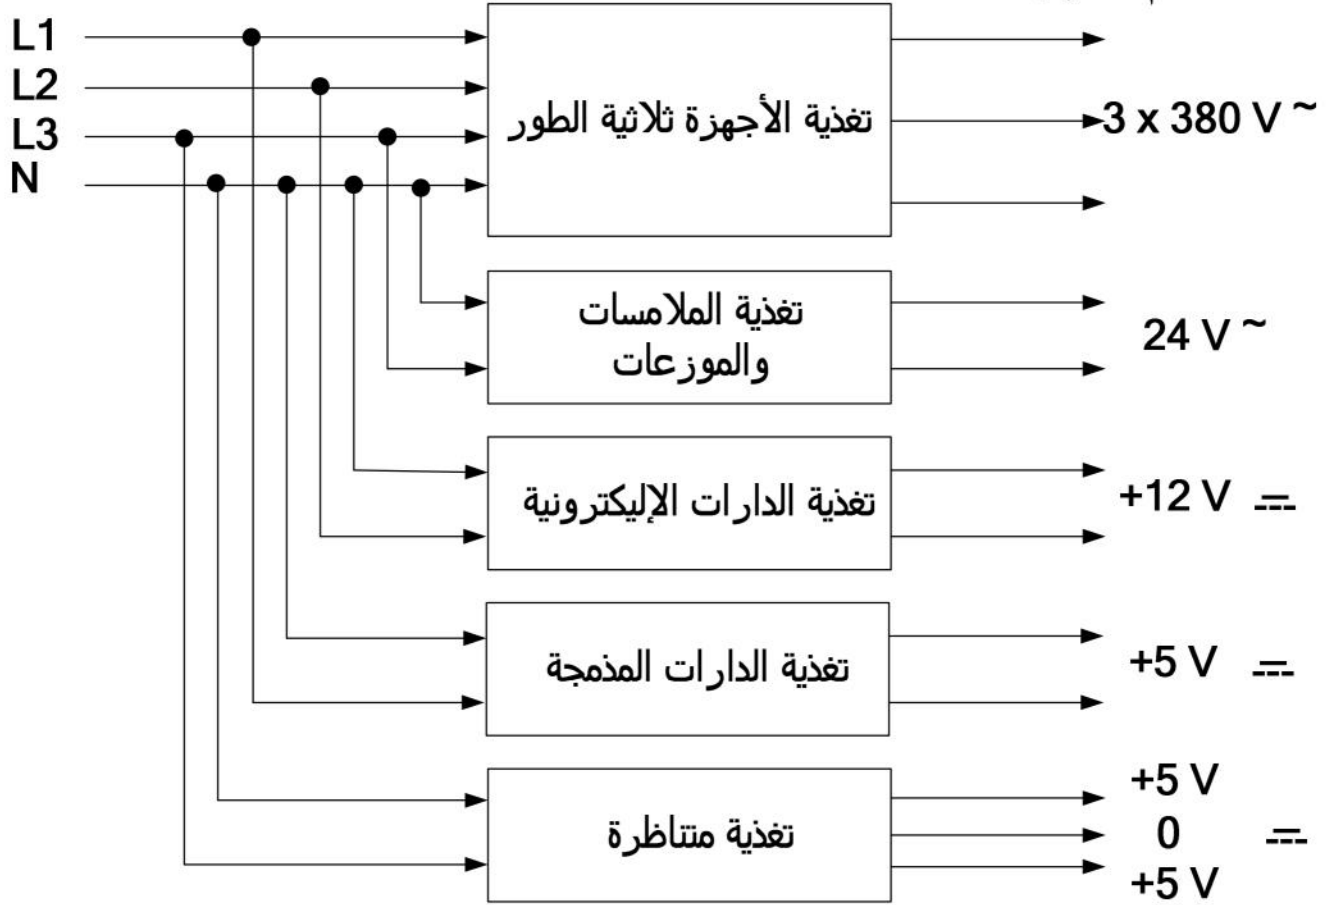 L1
L2
L3
N
تغذية الأجهزة ثلاثية الطور
3 x 380 V ~
تغذية الملامسات
والموزعات
24 V ~
تغذية الدارات الإليكترونية
+12 V
تغذية الدارات المذمجة
+5 V
تغذية متتاظرة
+5 V
0
+5 V